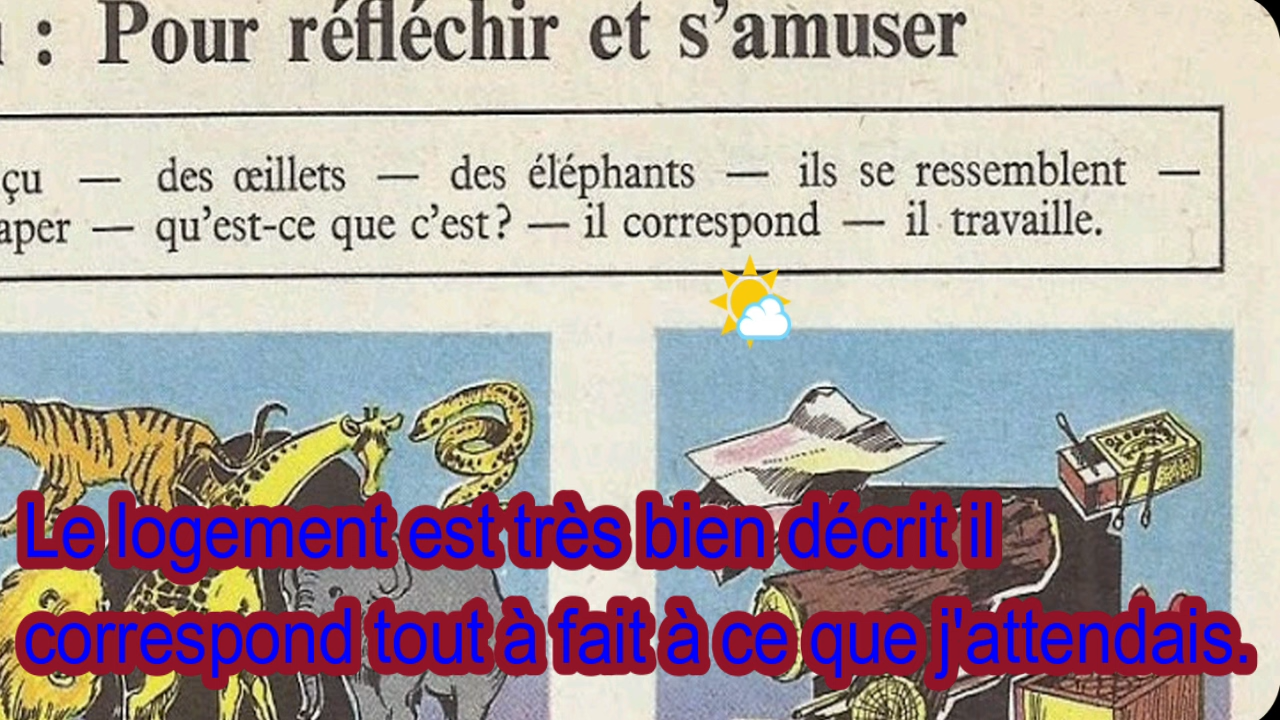 : Pour réfléchir et s'amuser
çu — des œillets — des éléphants — ils se ressemblent —
aper — qu'est-ce que c'est? — il correspond — il travaille.
Le logement est très bien décrit il
correspond tout à fait à ce que j'attendais.